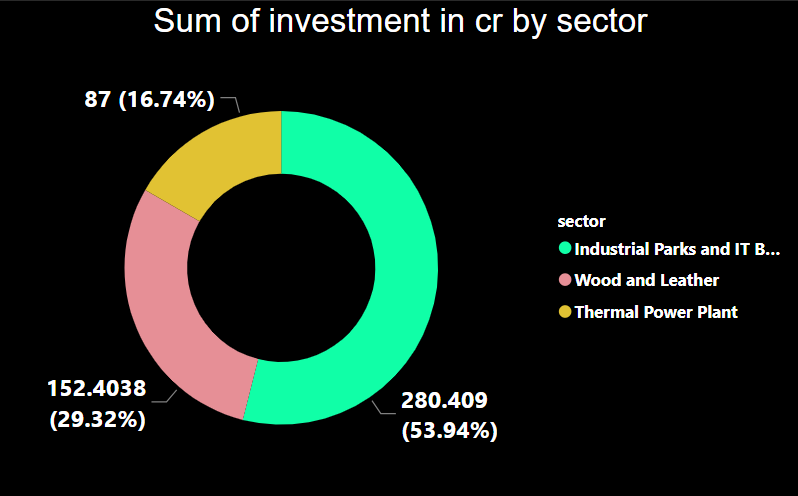 Sum of investment in cr by sector
87 (16.74%)
152.4038
(29.32%)
280.409
(53.94%)
sector
Industrial Parks and IT B...
Wood and Leather
Thermal Power Plant